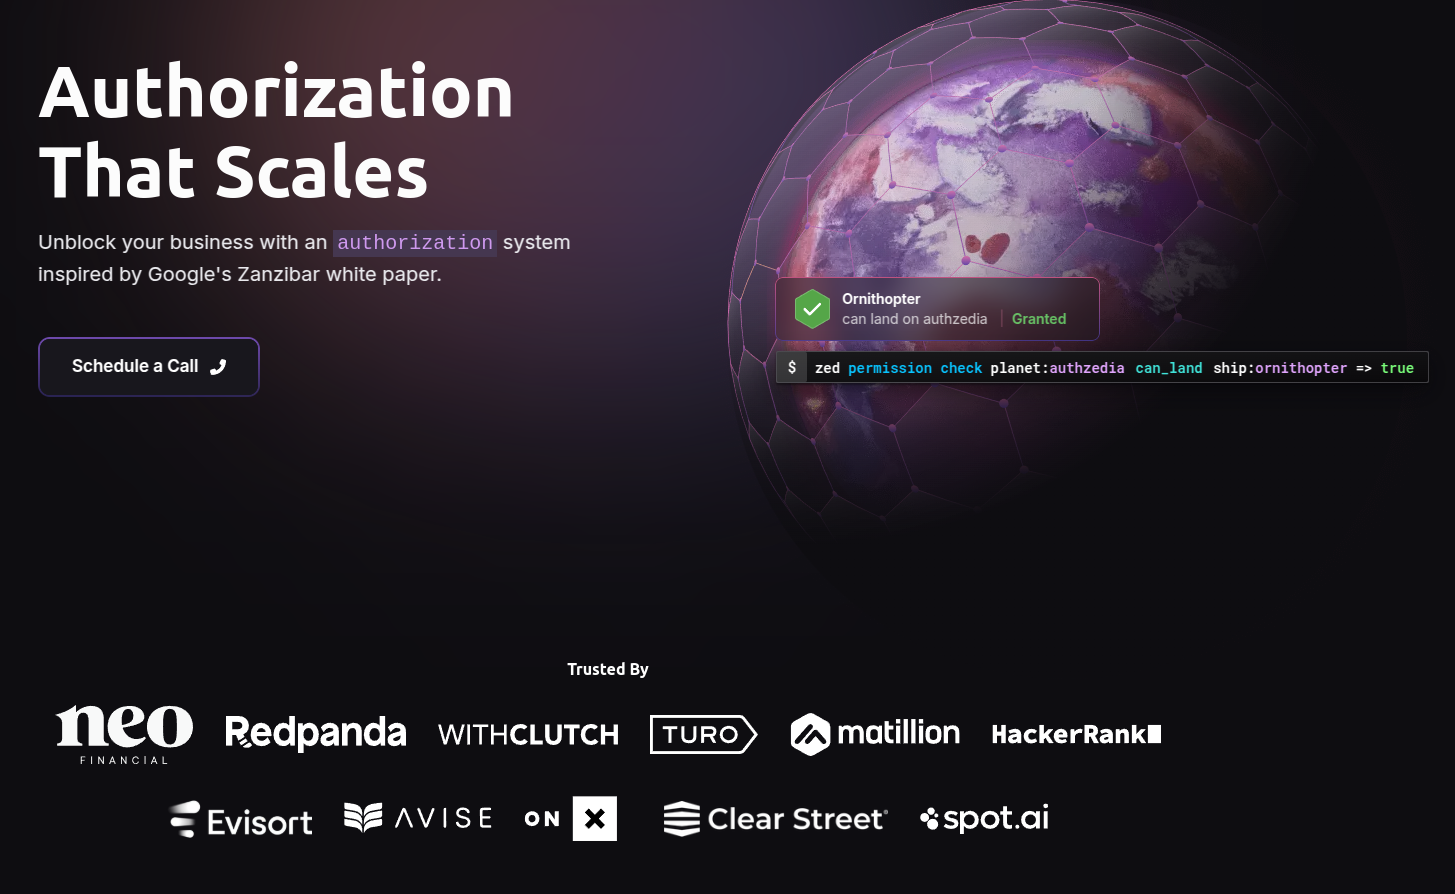 Authorization
That Scales
Unblock your business with an authorization system
inspired by Google's Zanzibar white paper.
Schedule a Call
Ornithopter
can land on authzedia | Granted
$ zed permission check planet:authzedia can_land ship:ornithopter => true
Trusted By
neo FINANCIAL
Redpanda
WITHCLUTCH
TURO
matillion
HackerRank
Evisort
AVISE
ON X
Clear Street
spot.ai